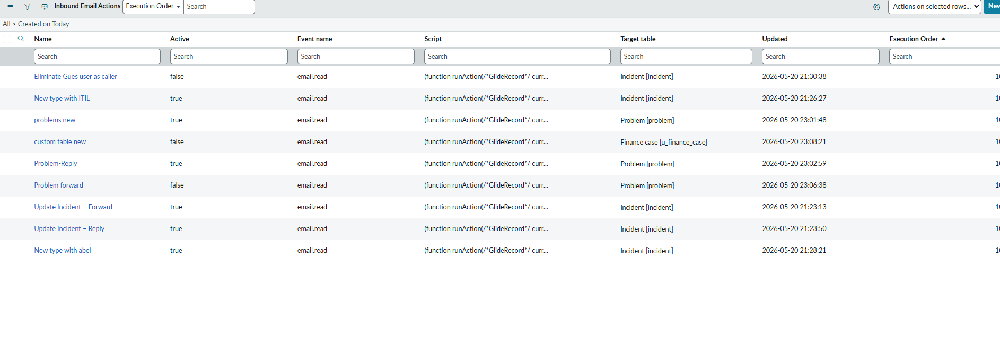 Inbound Email Actions Execution Order Search Actions on selected rows... New
All > Created on Today
Name Active Event name Script Target table Updated Execution Order
Search Search Search Search Search Search Search
Eliminate Gues user as caller false email.read (function runAction(/*GlideRecord*/ curr... Incident [incident] 2026-05-20 21:30:38 10
New type with ITIL true email.read (function runAction(/*GlideRecord*/ curr... Incident [incident] 2026-05-20 21:26:27 10
problems new true email.read (function runAction(/*GlideRecord*/ curr... Problem [problem] 2026-05-20 23:01:48 10
custom table new false email.read (function runAction(/*GlideRecord*/ curr... Finance case [u_finance_case] 2026-05-20 23:08:21 10
Problem-Reply true email.read (function runAction(/*GlideRecord*/ curr... Problem [problem] 2026-05-20 23:02:59 10
Problem forward false email.read (function runAction(/*GlideRecord*/ curr... Problem [problem] 2026-05-20 23:06:38 10
Update Incident – Forward true email.read (function runAction(/*GlideRecord*/ curr... Incident [incident] 2026-05-20 21:23:13 10
Update Incident – Reply true email.read (function runAction(/*GlideRecord*/ curr... Incident [incident] 2026-05-20 21:23:50 10
New type with abel true email.read (function runAction(/*GlideRecord*/ curr... Incident [incident] 2026-05-20 21:28:21 10